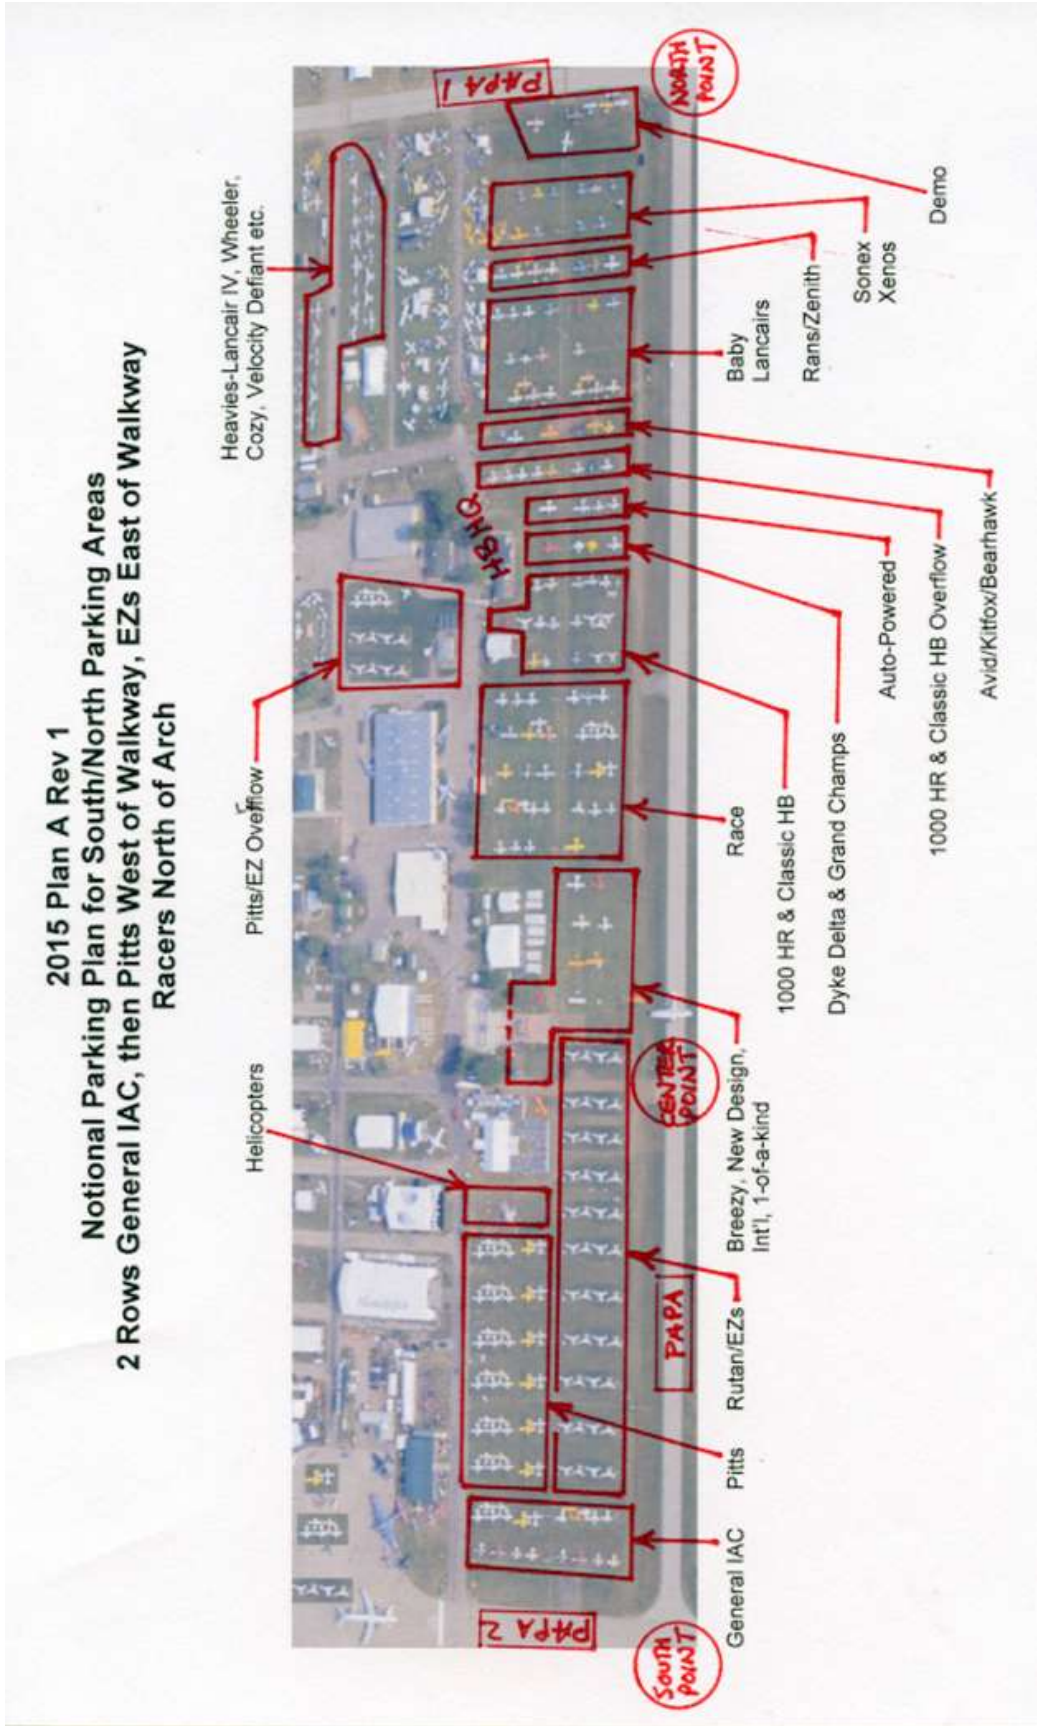 2015 Plan A Rev 1
Notional Parking Plan for South/North Parking Areas
2 Rows General IAC, then Pitts West of Walkway, EZs East of Walkway
Racers North of Arch
Helicopters
Pitts/EZ Overflow
Heavies-Lancair IV, Wheeler,
Cozy, Velocity Defiant etc.
PAPA 2
HBHQ
PAPA 1
SOUTH
POINT
PAPA
CENTER
POINT
NORTH
POINT
General IAC
Pitts
Rutan/EZs
Breezy, New Design,
Int'l, 1-of-a-kind
Race
Baby
Lancairs
1000 HR & Classic HB
Rans/Zenith
Dyke Delta & Grand Champs
Sonex
Xenos
Auto-Powered
Demo
1000 HR & Classic HB Overflow
Avid/Kitfox/Bearhawk